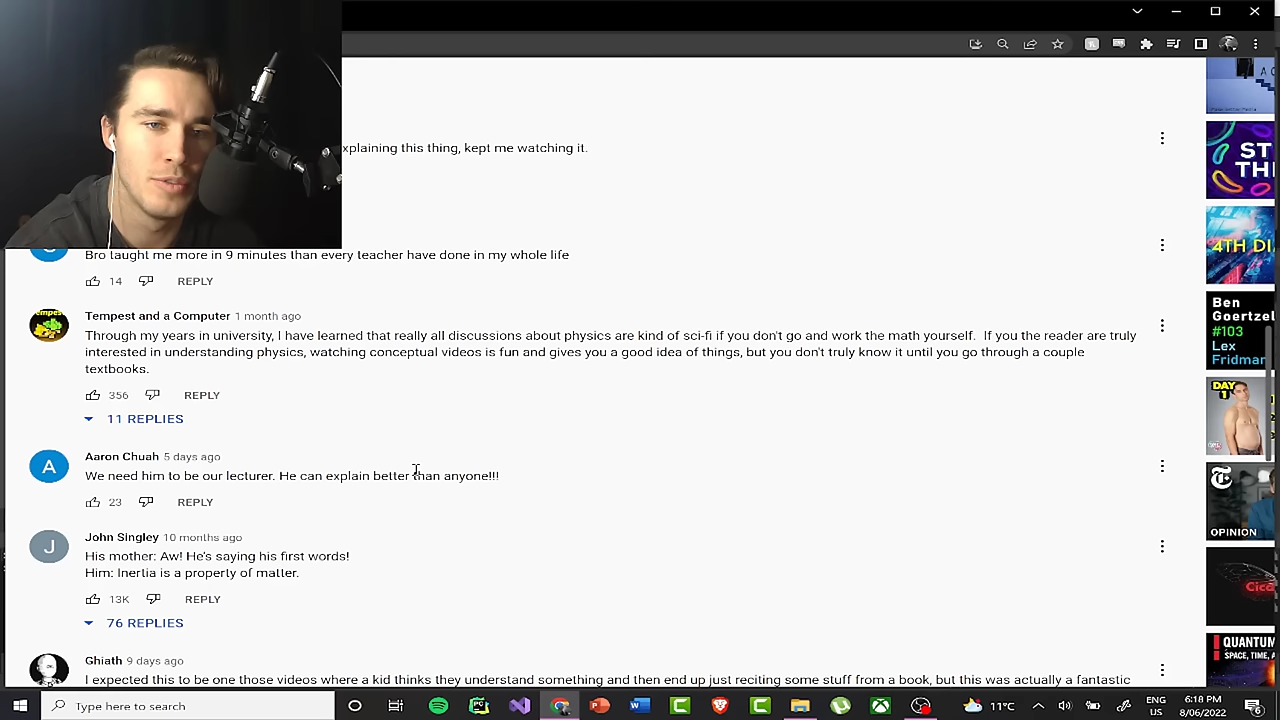 xplaining this thing, kept me watching it.
Bro taught me more in 9 minutes than every teacher have done in my whole life
14 REPLY
Tempest and a Computer 1 month ago
Through my years in university, I have learned that really all discussions about physics are kind of sci-fi if you don't go and work the math yourself. If you the reader are truly
interested in understanding physics, watching conceptual videos is fun and gives you a good idea of things, but you don't truly know it until you go through a couple
textbooks.
356 REPLY
11 REPLIES
A
Aaron Chuah 5 days ago
We need him to be our lecturer. He can explain better than anyone!!!
23 REPLY
J
John Singley 10 months ago
His mother: Aw! He's saying his first words!
Him: Inertia is a property of matter.
13K REPLY
76 REPLIES
Ghiath 9 days ago
I expected this to be one those videos where a kid thinks they understand something and then end up just reciting some stuff from a book, but this was actually a fantastic
ST
TH
4TH DI
Ben
Goertzel
#103
Lex
Fridman
DAY
1
OPINION
Cica
QUANTUM
SPACE, TIME, A
Type here to search
11°C
ENG
US
6:18 PM
8/06/2022
6